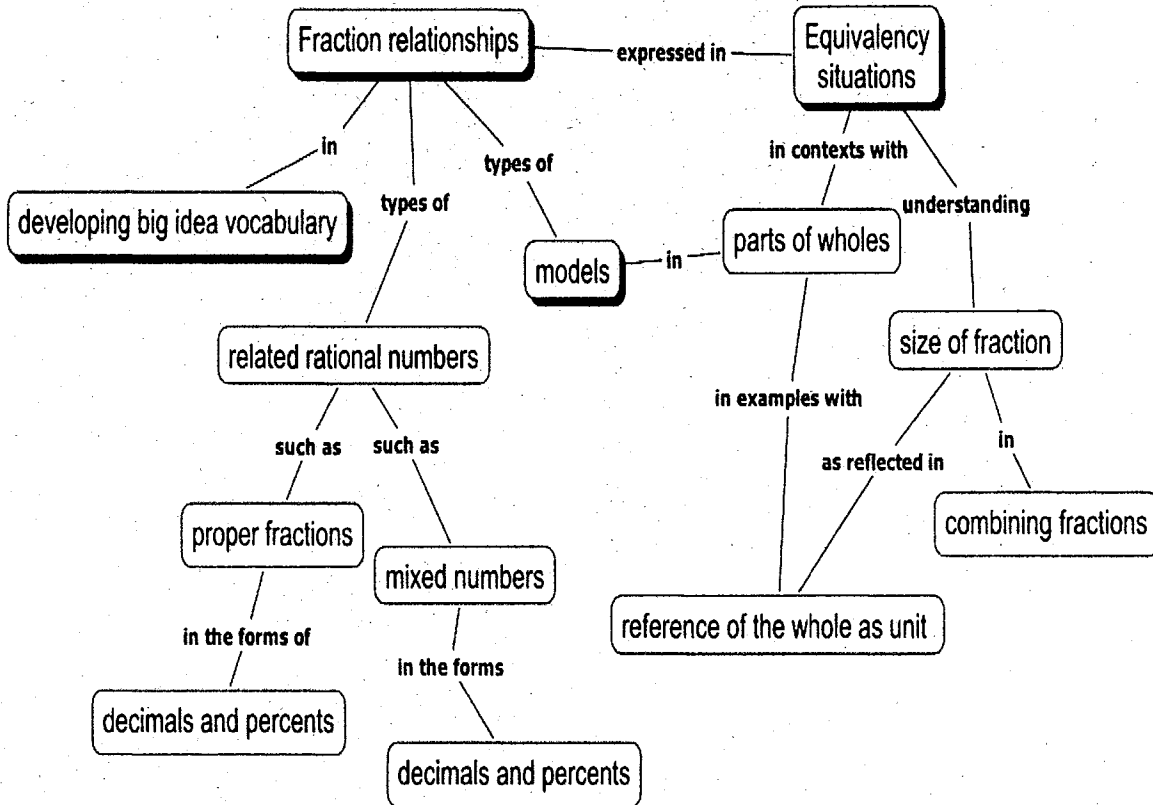 Fraction relationships
expressed in
Equivalency
situations
in
types of
types of
in contexts with
understanding
developing big idea vocabulary
models
in
parts of wholes
related rational numbers
size of fraction
such as
such as
in examples with
as reflected in
in
proper fractions
mixed numbers
combining fractions
reference of the whole as unit
in the forms of
in the forms
decimals and percents
decimals and percents